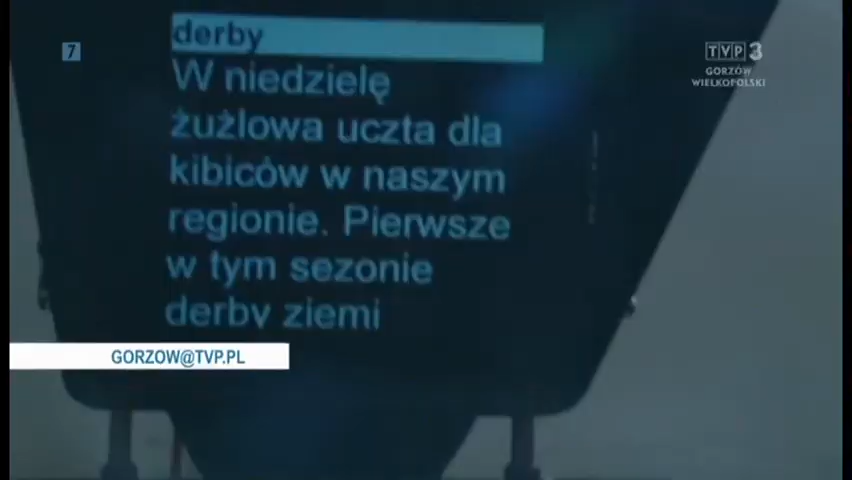 7
derby
W niedzielę
żużlowa uczta dla
kibiców w naszym
regionie. Pierwsze
w tym sezonie
derby ziemi
TVP3
GORZÓW
WIELKOPOLSKI
GORZOW@TVP.PL